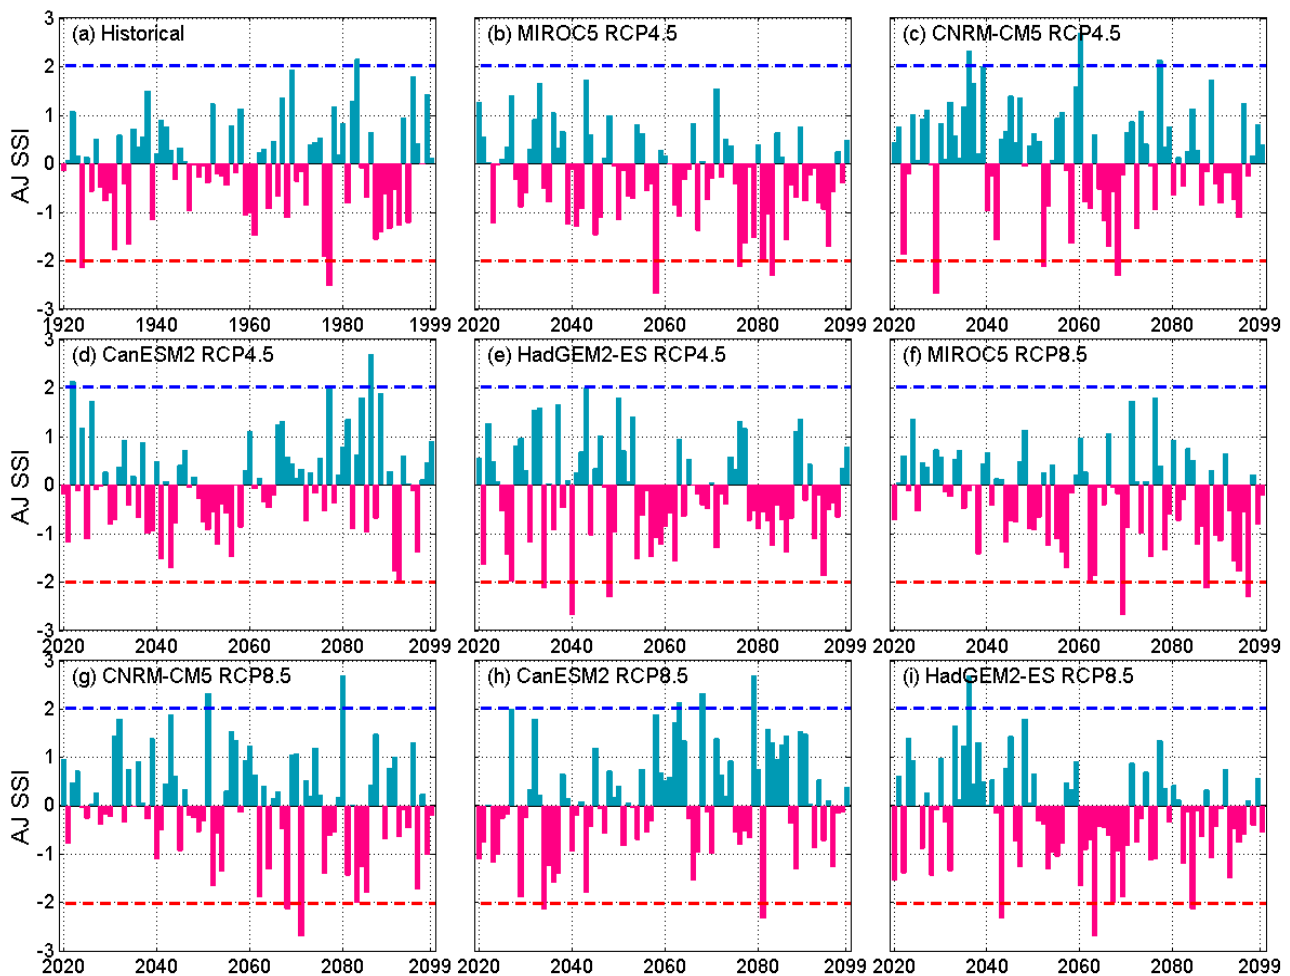 3 (a) Historical (b) MIROC5 RCP4.5 (c) CNRM-CM5 RCP4.5
2
1
0
-1
-2
-3
AJ SSI
1920 1940 1960 1980 1999 2020 2040 2060 2080 2099 2020 2040 2060 2080 2099
3 (d) CanESM2 RCP4.5 (e) HadGEM2-ES RCP4.5 (f) MIROC5 RCP8.5
2
1
0
-1
-2
-3
AJ SSI
2020 2040 2060 2080 2099 2020 2040 2060 2080 2099 2020 2040 2060 2080 2099
3 (g) CNRM-CM5 RCP8.5 (h) CanESM2 RCP8.5 (i) HadGEM2-ES RCP8.5
2
1
0
-1
-2
-3
AJ SSI
2020 2040 2060 2080 2099 2020 2040 2060 2080 2099 2020 2040 2060 2080 2099